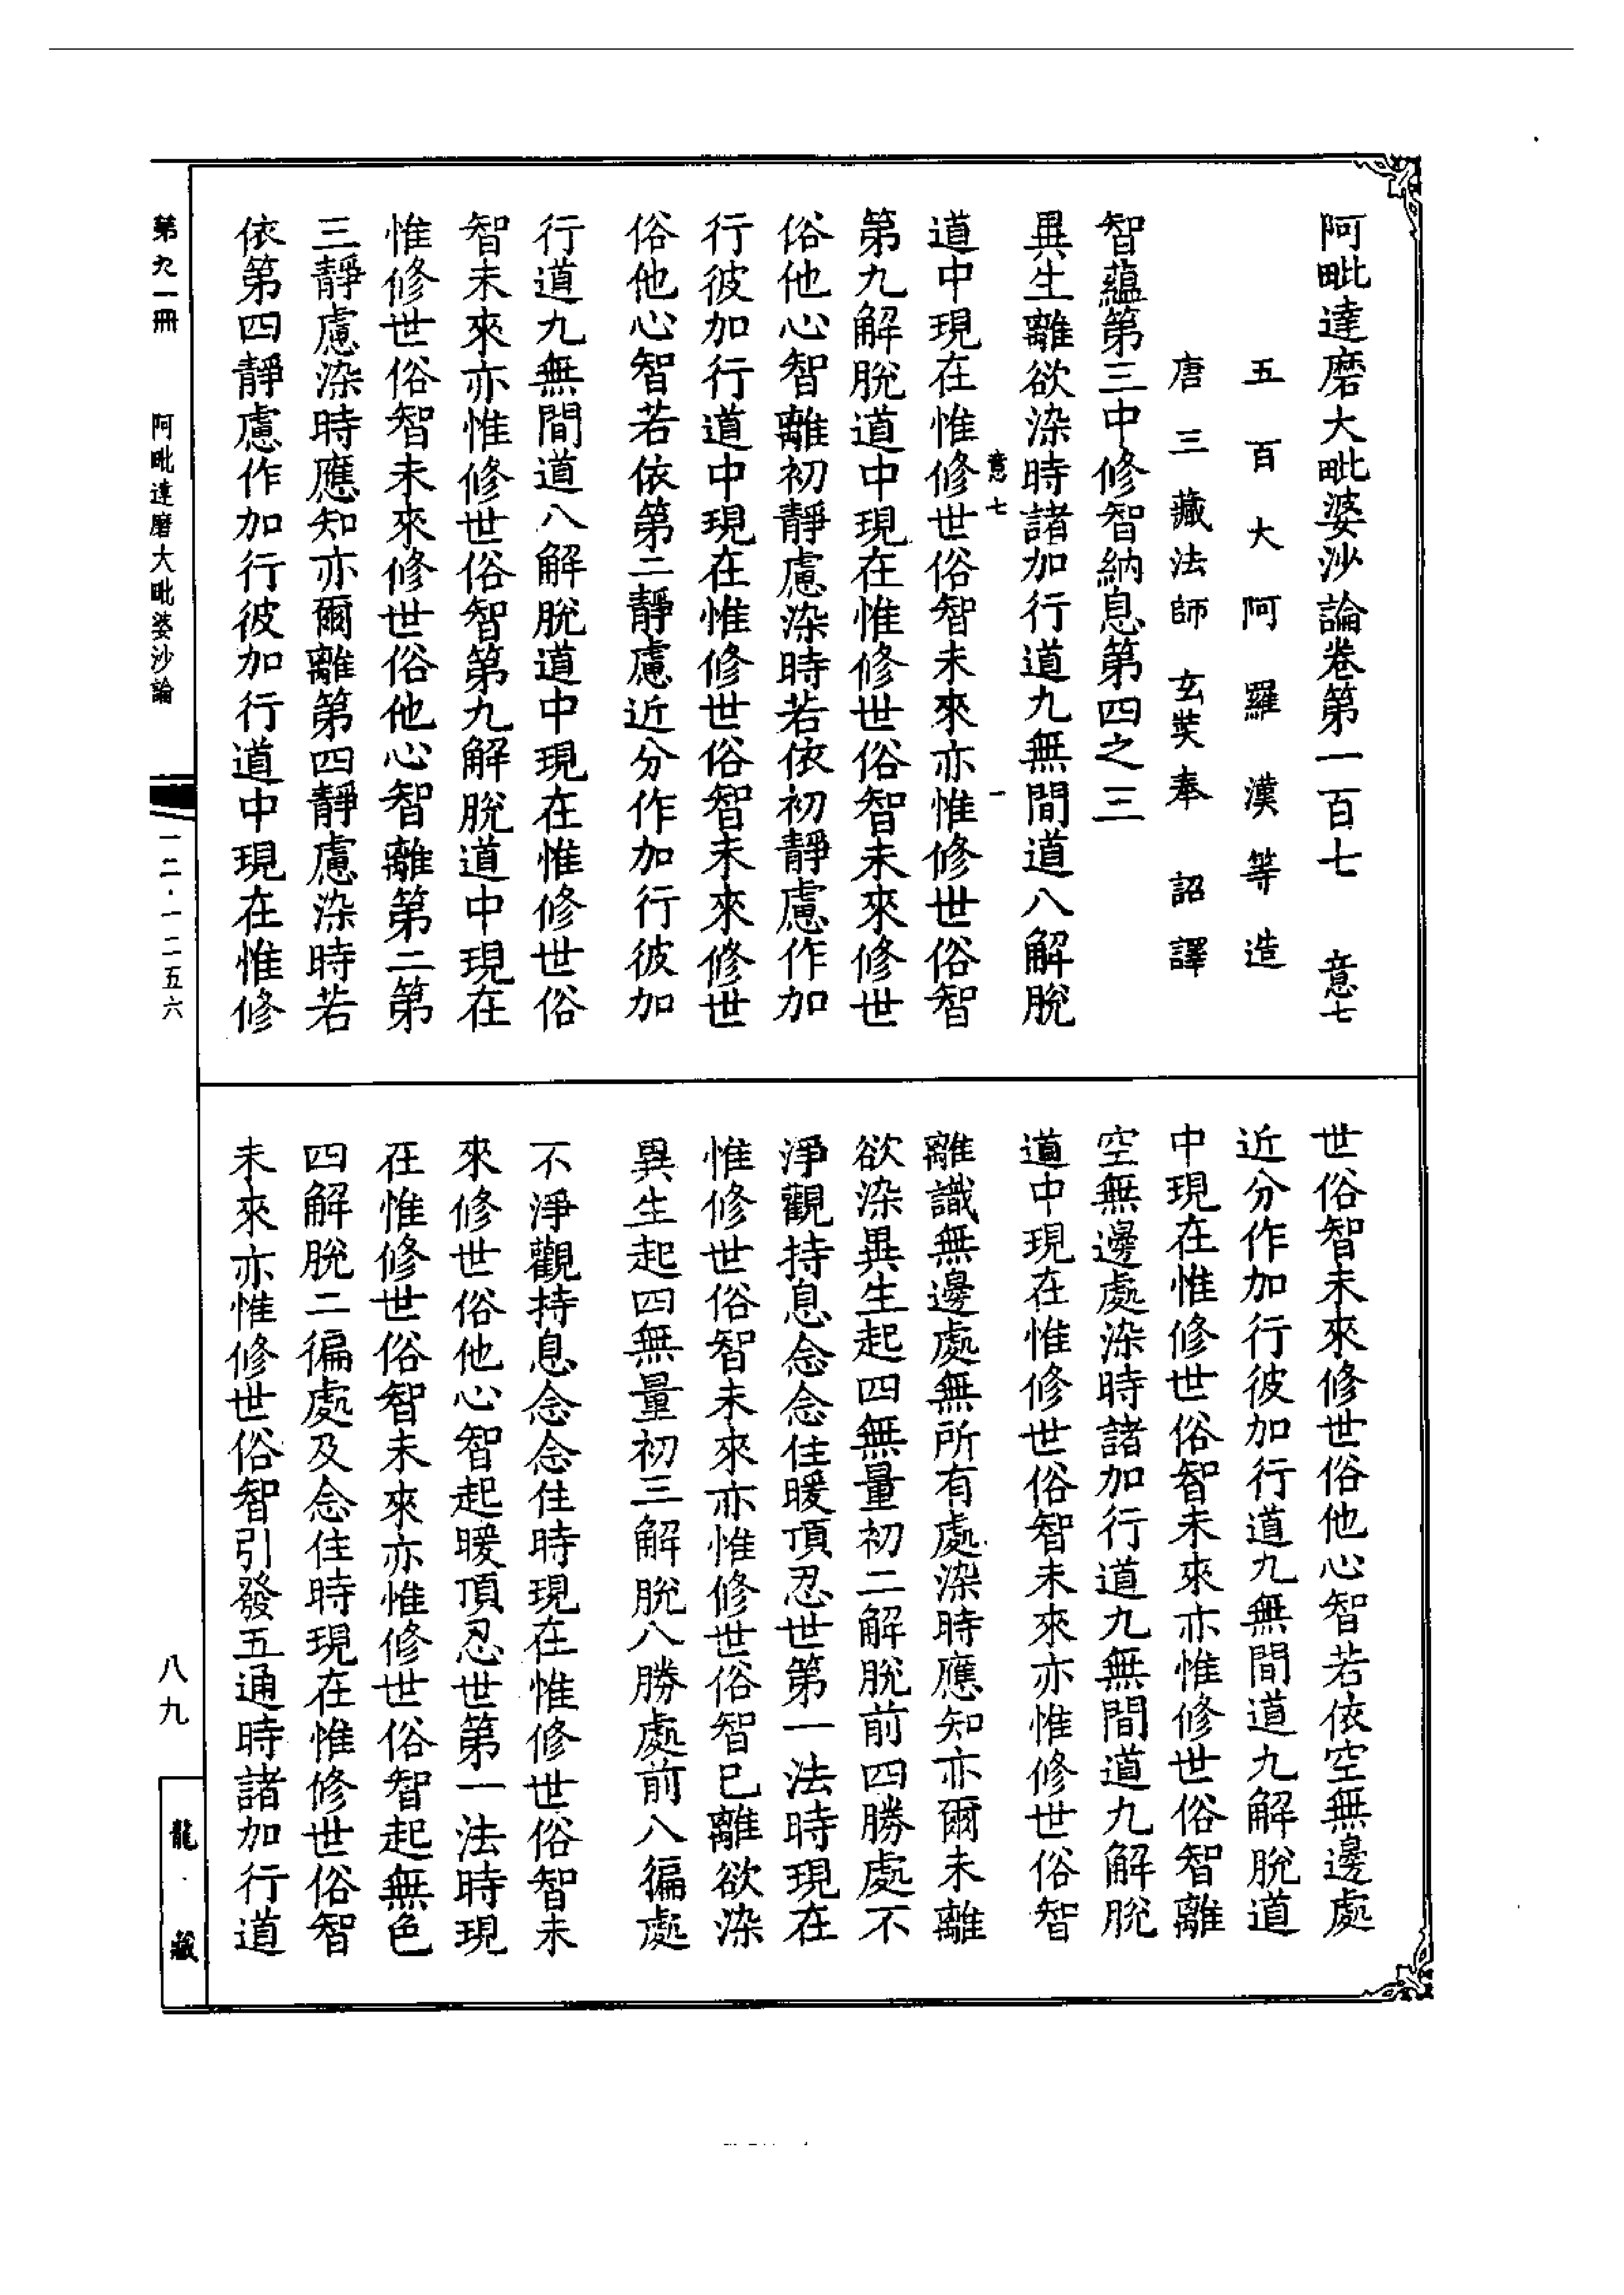 阿毗達磨大毗婆沙論卷第一百七　意七
五百大阿羅漢等造
唐三藏法師玄奘奉　詔譯
智蘊第三中修智納息第四之三
異生離欲染時諸加行道九無間道八解脫
意七　一
道中現在惟修世俗智未來亦惟修世俗智
第九解脫道中現在惟修世俗智未來修世
俗他心智離初靜慮染時若依初靜慮作加
行彼加行道中現在惟修世俗智未來修世
俗他心智若依第二靜慮近分作加行彼加
行道九無間道八解脫道中現在惟修世俗
智未來亦惟修世俗智第九解脫道中現在
惟修世俗智未來修世俗他心智離第二第
三靜慮染時應知亦爾離第四靜慮染時若
依第四靜慮作加行彼加行道中現在惟修
世俗智未來修世俗他心智若依空無邊處
近分作加行彼加行道九無間道九解脫道
中現在惟修世俗智未來亦惟修世俗智離
空無邊處染時諸加行道九無間道九解脫
道中現在惟修世俗智未來亦惟修世俗智
離識無邊處無所有處染時應知亦爾未離
欲染異生起四無量初二解脫前四勝處不
淨觀持息念念住暖頂忍世第一法時現在
惟修世俗智未來亦惟修世俗智已離欲染
異生起四無量初三解脫八勝處前八徧處
不淨觀持息念念住時現在惟修世俗智未
來修世俗他心智起暖頂忍世第一法時現
在惟修世俗智未來亦惟修世俗智起無色
四解脫二徧處及念住時現在惟修世俗智
未來亦惟修世俗智引發五通時諸加行道
第九一冊　阿毗達磨大毗婆沙論　一二·一二五六
八九
龍藏